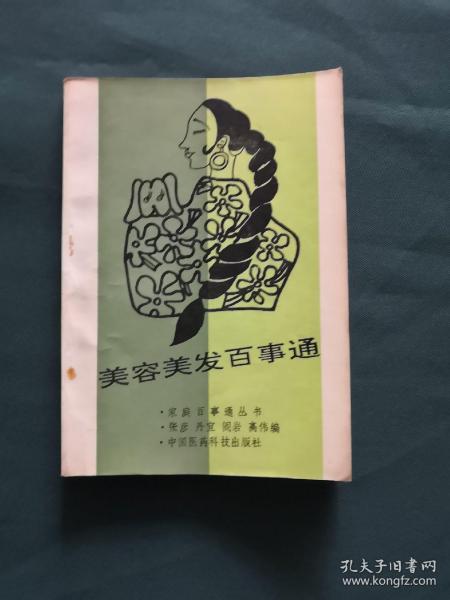 美容美发百事通
·家庭百事通丛书
·张彦 丹宜 阎岩 高伟编
·中国医药科技出版社
孔夫子旧书网
www.kongfz.com